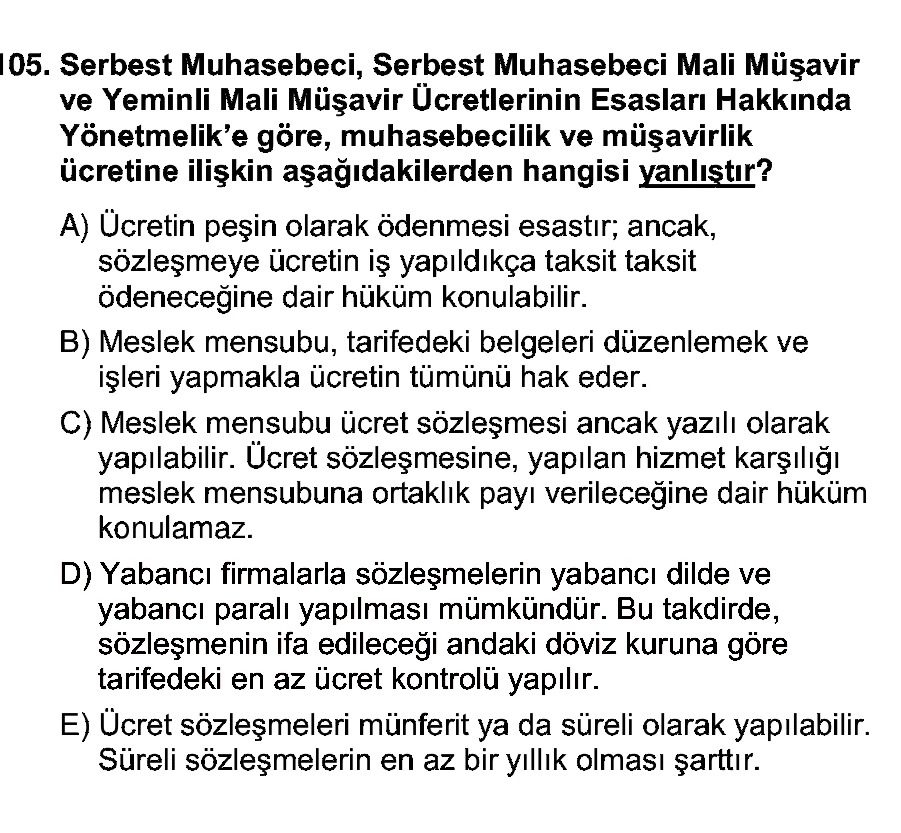 105. Serbest Muhasebeci, Serbest Muhasebeci Mali Müşavir
ve Yeminli Mali Müşavir Ücretlerinin Esasları Hakkında
Yönetmelik’e göre, muhasebecilik ve müşavirlik
ücretine ilişkin aşağıdakilerden hangisi yanlıştır?
A) Ücretin peşin olarak ödenmesi esastır; ancak,
sözleşmeye ücretin iş yapıldıkça taksit taksit
ödeneceğine dair hüküm konulabilir.
B) Meslek mensubu, tarifedeki belgeleri düzenlemek ve
işleri yapmakla ücretin tümünü hak eder.
C) Meslek mensubu ücret sözleşmesi ancak yazılı olarak
yapılabilir. Ücret sözleşmesine, yapılan hizmet karşılığı
meslek mensubuna ortaklık payı verileceğine dair hüküm
konulamaz.
D) Yabancı firmalarla sözleşmelerin yabancı dilde ve
yabancı paralı yapılması mümkündür. Bu takdirde,
sözleşmenin ifa edileceği andaki döviz kuruna göre
tarifedeki en az ücret kontrolü yapılır.
E) Ücret sözleşmeleri münferit ya da süreli olarak yapılabilir.
Süreli sözleşmelerin en az bir yıllık olması şarttır.